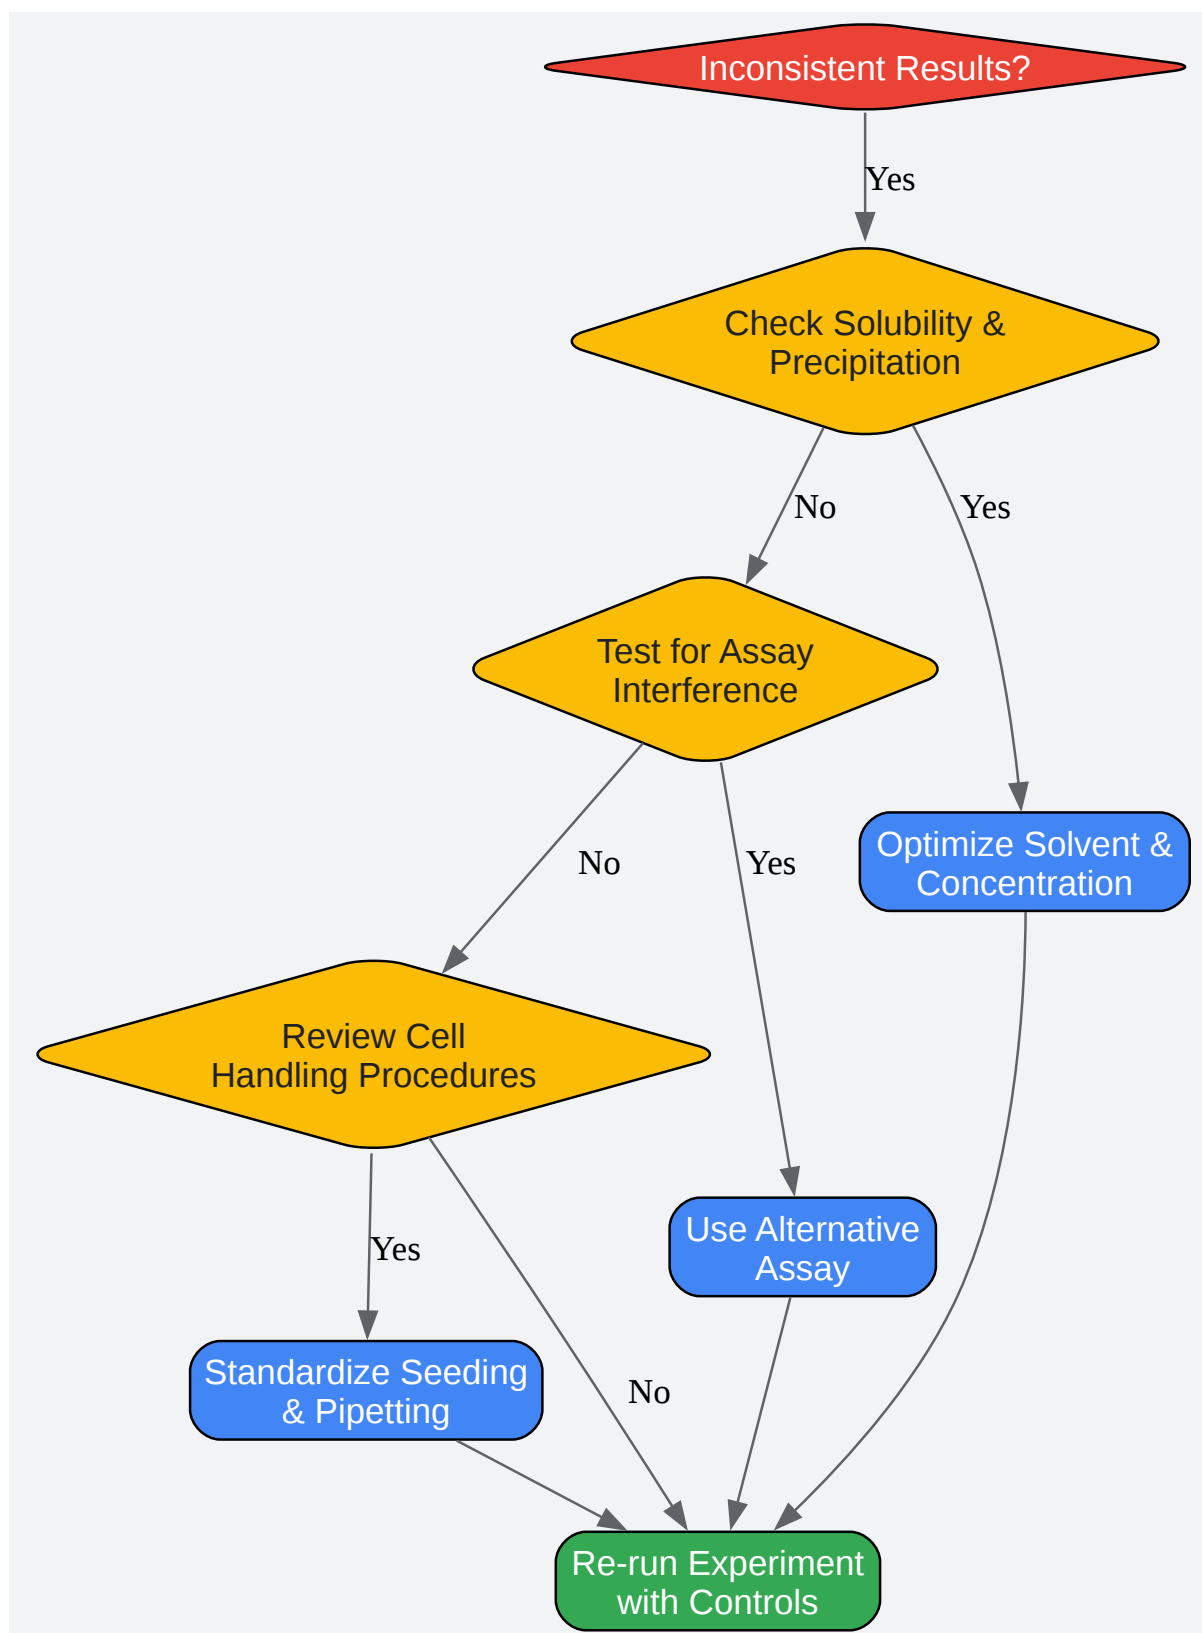 Inconsistent Results?
Yes
Check Solubility &
Precipitation
No
Yes
Test for Assay
Interference
Optimize Solvent &
Concentration
No
Yes
Review Cell
Handling Procedures
Use Alternative
Assay
Yes
Standardize Seeding
& Pipetting
No
Re-run Experiment
with Controls